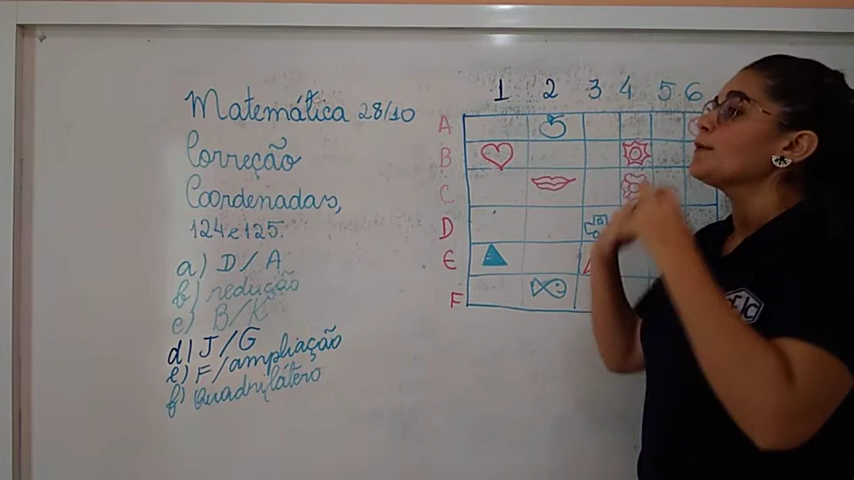 Matemática 28/10
Correção
Coordenadas,
124 e 125.
a) D/A
b) redução
c) B/K
d) J/G
e) F/ampliação
f) Quadrilátero
1 2 3 4 5 6
A
B
C
D
E
F